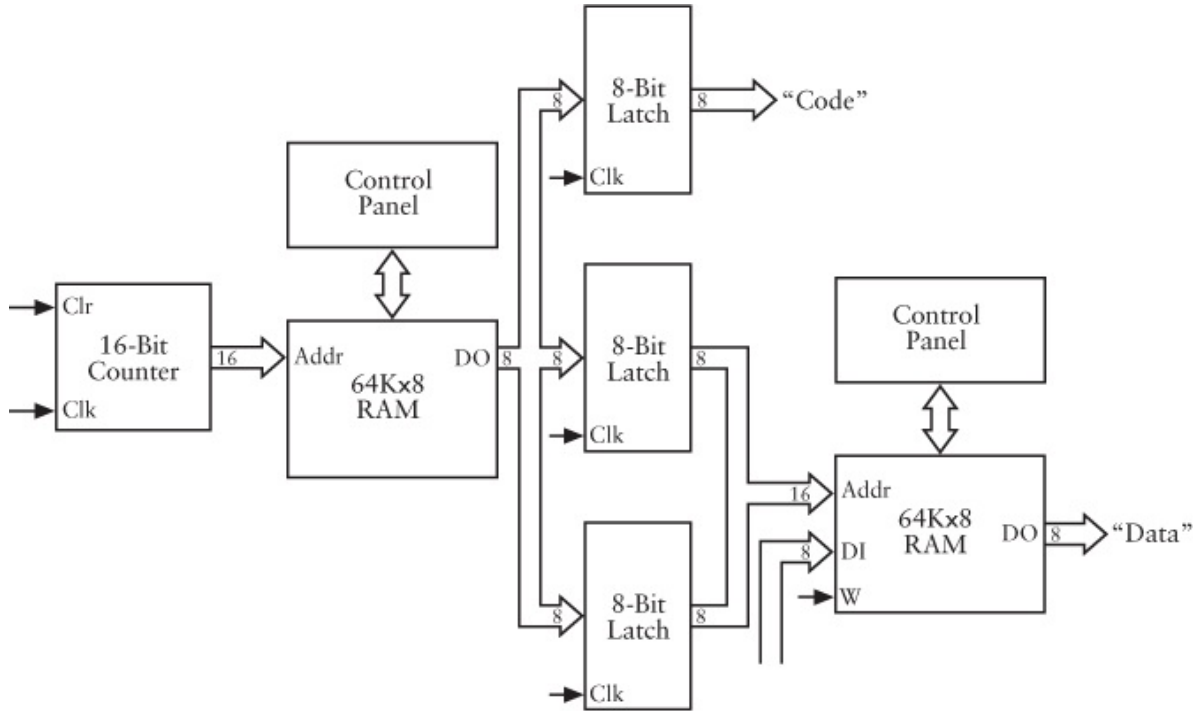 8-Bit
Latch
8
8
"Code"
Clk
Control
Panel
Clr
16-Bit
Counter
Clk
16
Addr
DO
64Kx8
RAM
8
8
8-Bit
Latch
8
Clk
Control
Panel
16
Addr
64Kx8
RAM
DO
8
"Data"
8
DI
W
8
8-Bit
Latch
8
Clk